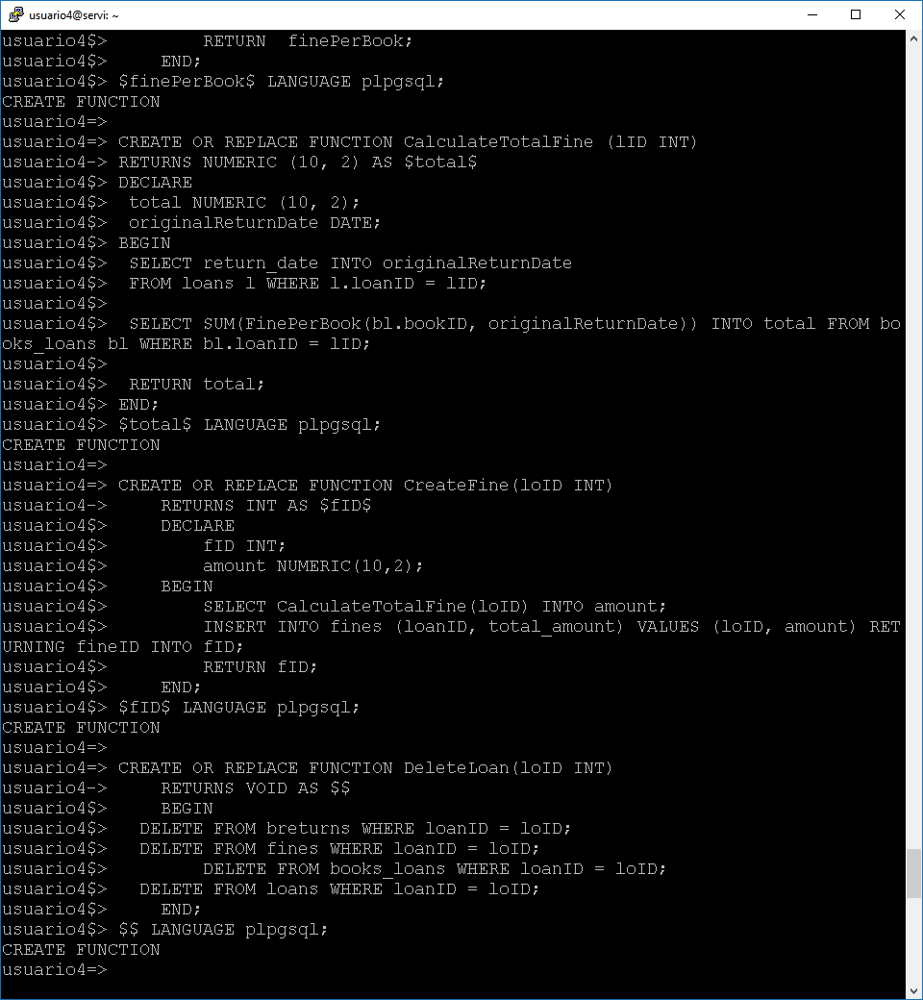 usuario4@servi: ~
usuario4$>         RETURN  finePerBook;
usuario4$>     END;
usuario4$> $finePerBook$ LANGUAGE plpgsql;
CREATE FUNCTION
usuario4=>
usuario4=> CREATE OR REPLACE FUNCTION CalculateTotalFine (lID INT)
usuario4-> RETURNS NUMERIC (10, 2) AS $total$
usuario4$> DECLARE
usuario4$>  total NUMERIC (10, 2);
usuario4$>  originalReturnDate DATE;
usuario4$> BEGIN
usuario4$>  SELECT return_date INTO originalReturnDate
usuario4$>  FROM loans l WHERE l.loanID = lID;
usuario4$>
usuario4$>  SELECT SUM(FinePerBook(bl.bookID, originalReturnDate)) INTO total FROM bo
oks_loans bl WHERE bl.loanID = lID;
usuario4$>
usuario4$>  RETURN total;
usuario4$> END;
usuario4$> $total$ LANGUAGE plpgsql;
CREATE FUNCTION
usuario4=>
usuario4=> CREATE OR REPLACE FUNCTION CreateFine(loID INT)
usuario4->     RETURNS INT AS $fID$
usuario4$>     DECLARE
usuario4$>         fID INT;
usuario4$>         amount NUMERIC(10,2);
usuario4$>     BEGIN
usuario4$>         SELECT CalculateTotalFine(loID) INTO amount;
usuario4$>         INSERT INTO fines (loanID, total_amount) VALUES (loID, amount) RET
URNING fineID INTO fID;
usuario4$>         RETURN fID;
usuario4$>     END;
usuario4$> $fID$ LANGUAGE plpgsql;
CREATE FUNCTION
usuario4=>
usuario4=> CREATE OR REPLACE FUNCTION DeleteLoan(loID INT)
usuario4->     RETURNS VOID AS $$
usuario4$>     BEGIN
usuario4$>   DELETE FROM breturns WHERE loanID = loID;
usuario4$>   DELETE FROM fines WHERE loanID = loID;
usuario4$>         DELETE FROM books_loans WHERE loanID = loID;
usuario4$>   DELETE FROM loans WHERE loanID = loID;
usuario4$>     END;
usuario4$> $$ LANGUAGE plpgsql;
CREATE FUNCTION
usuario4=>